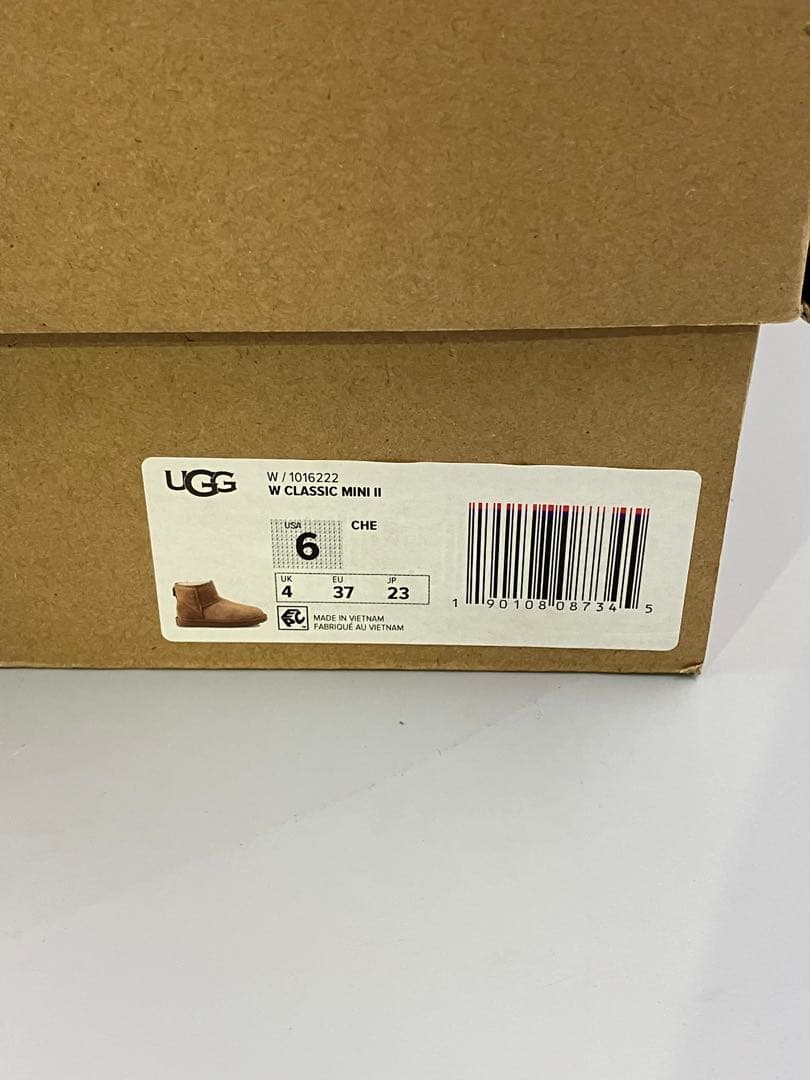 UGG
W / 1016222
W CLASSIC MINI II
USA
6
CHE
UK EU JP
4 37 23
MADE IN VIETNAM
FABRIQUÉ AU VIETNAM
1 90108 08734 5